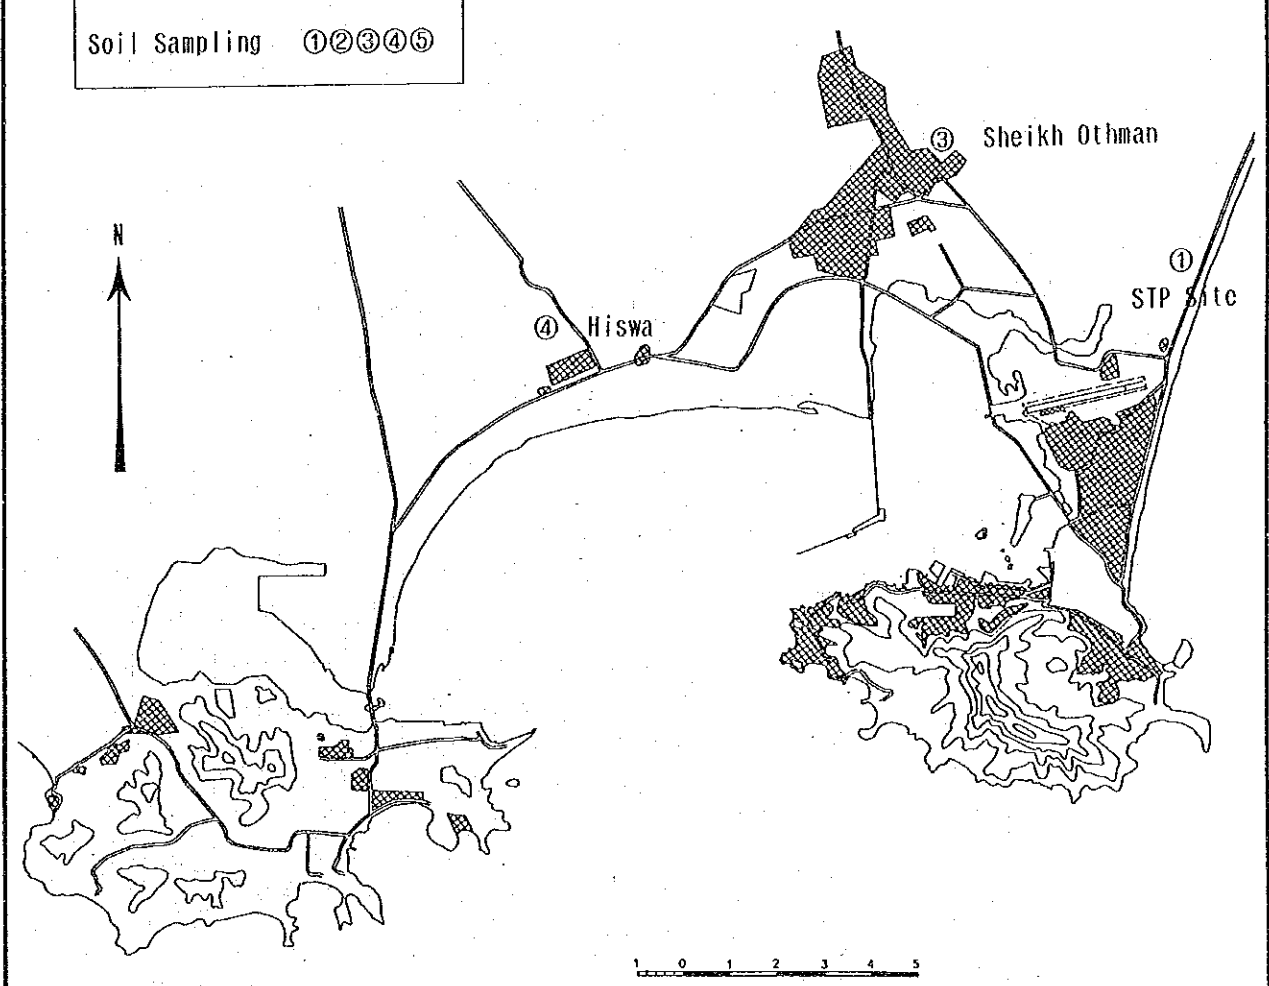 Soil Sampling ①②③④⑤
③ Sheikh Othman
N
①
STP Site
④ Hiswa
1 0 1 2 3 4 5